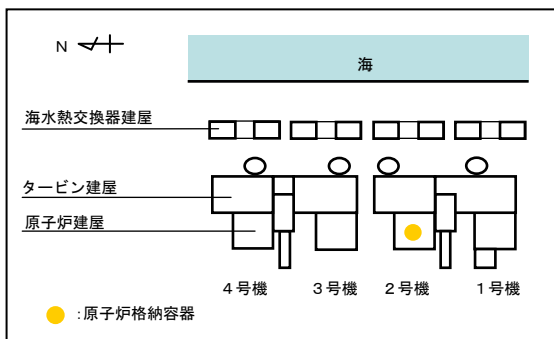 N
海
海水熱交換器建屋
タービン建屋
原子炉建屋
４号機 ３号機 ２号機 １号機
：原子炉格納容器